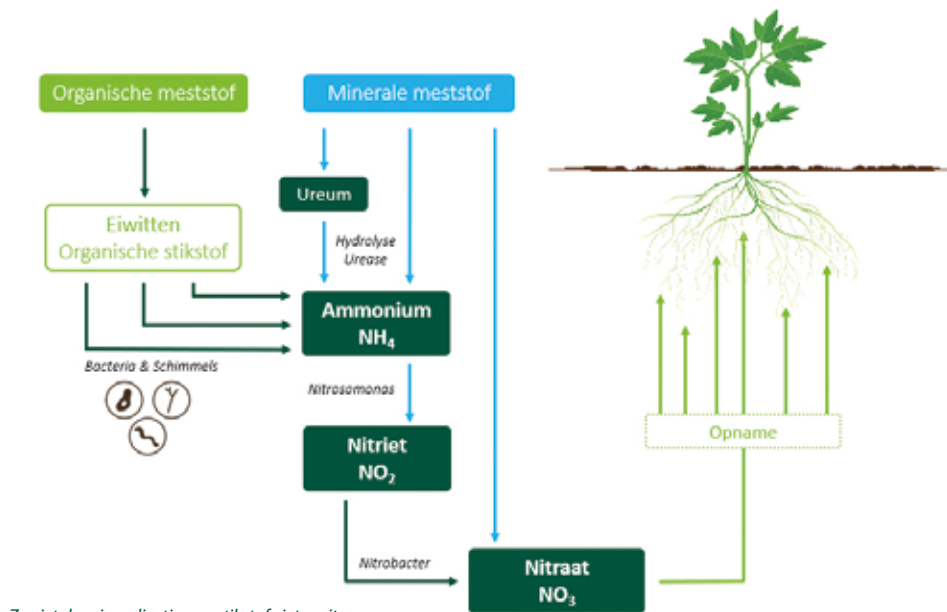 Organische meststof
Minerale meststof
Ureum
Eiwitten
Organische stikstof
Hydrolyse
Urease
Ammonium
NH₄
Bacteria & Schimmels
Nitrosomonas
Nitriet
NO₂
Opname
Nitrobacter
Nitraat
NO₃